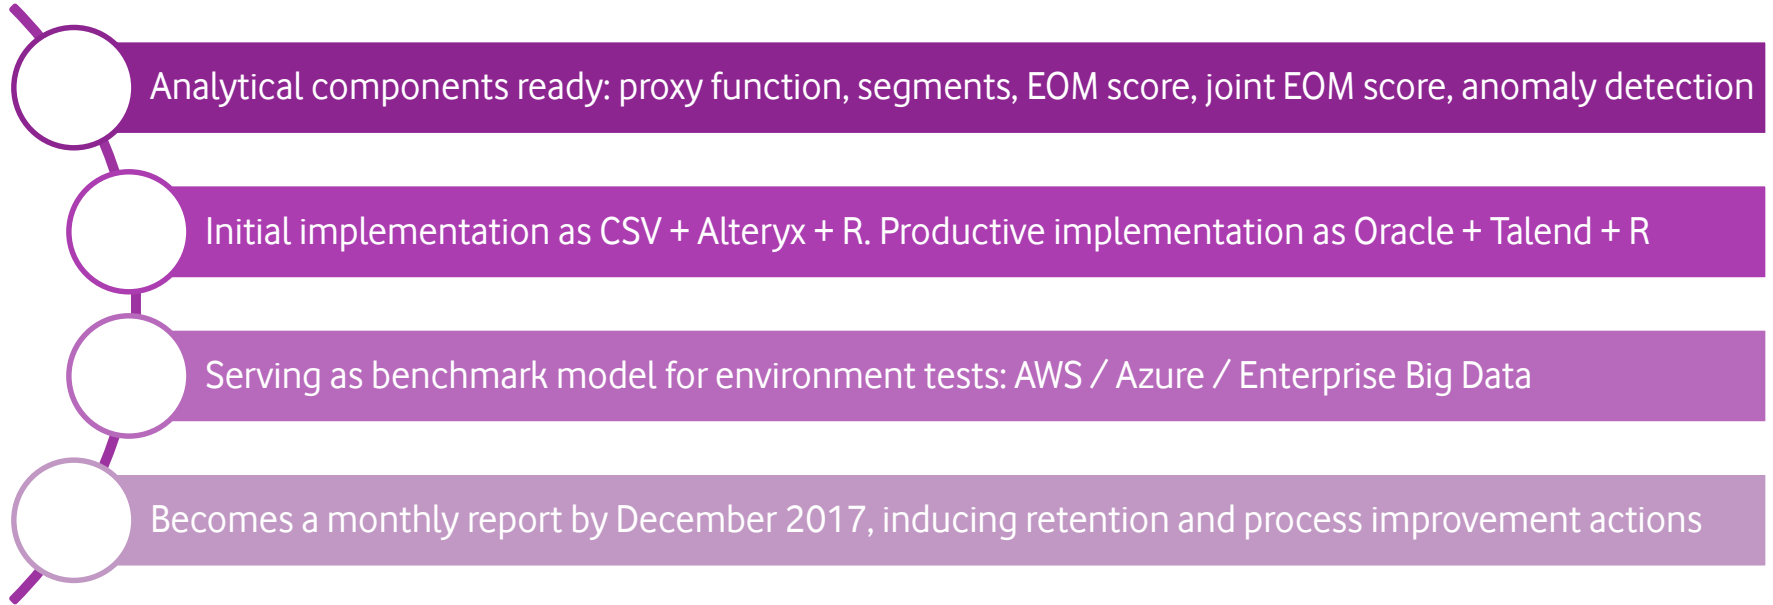 Analytical components ready: proxy function, segments, EOM score, joint EOM score, anomaly detection
Initial implementation as CSV + Alteryx + R. Productive implementation as Oracle + Talend + R
Serving as benchmark model for environment tests: AWS / Azure / Enterprise Big Data
Becomes a monthly report by December 2017, inducing retention and process improvement actions